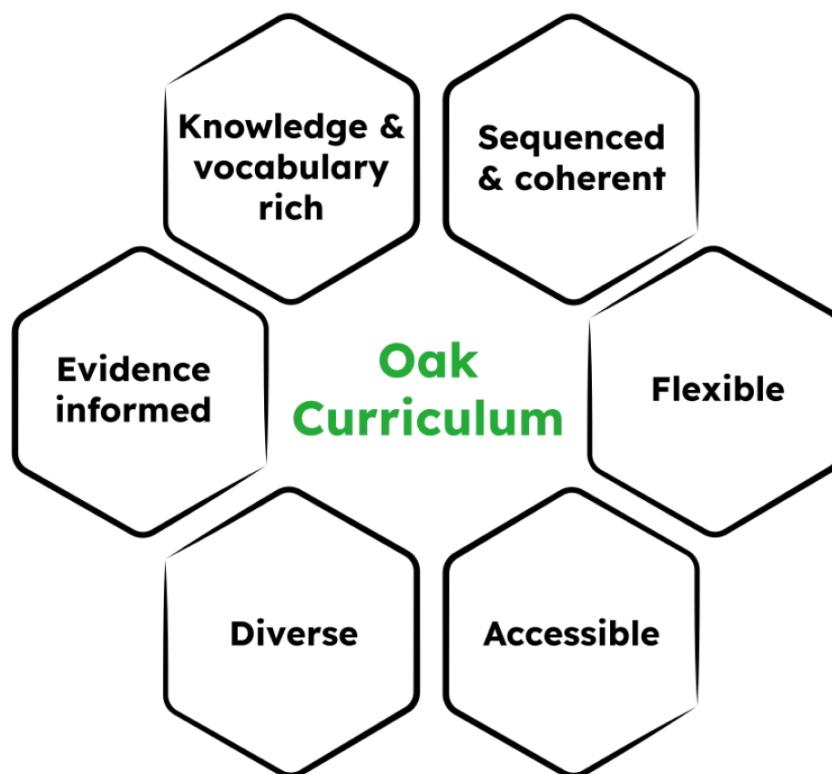 Knowledge &
vocabulary
rich
Sequenced
& coherent
Evidence
informed
Oak
Curriculum
Flexible
Diverse
Accessible